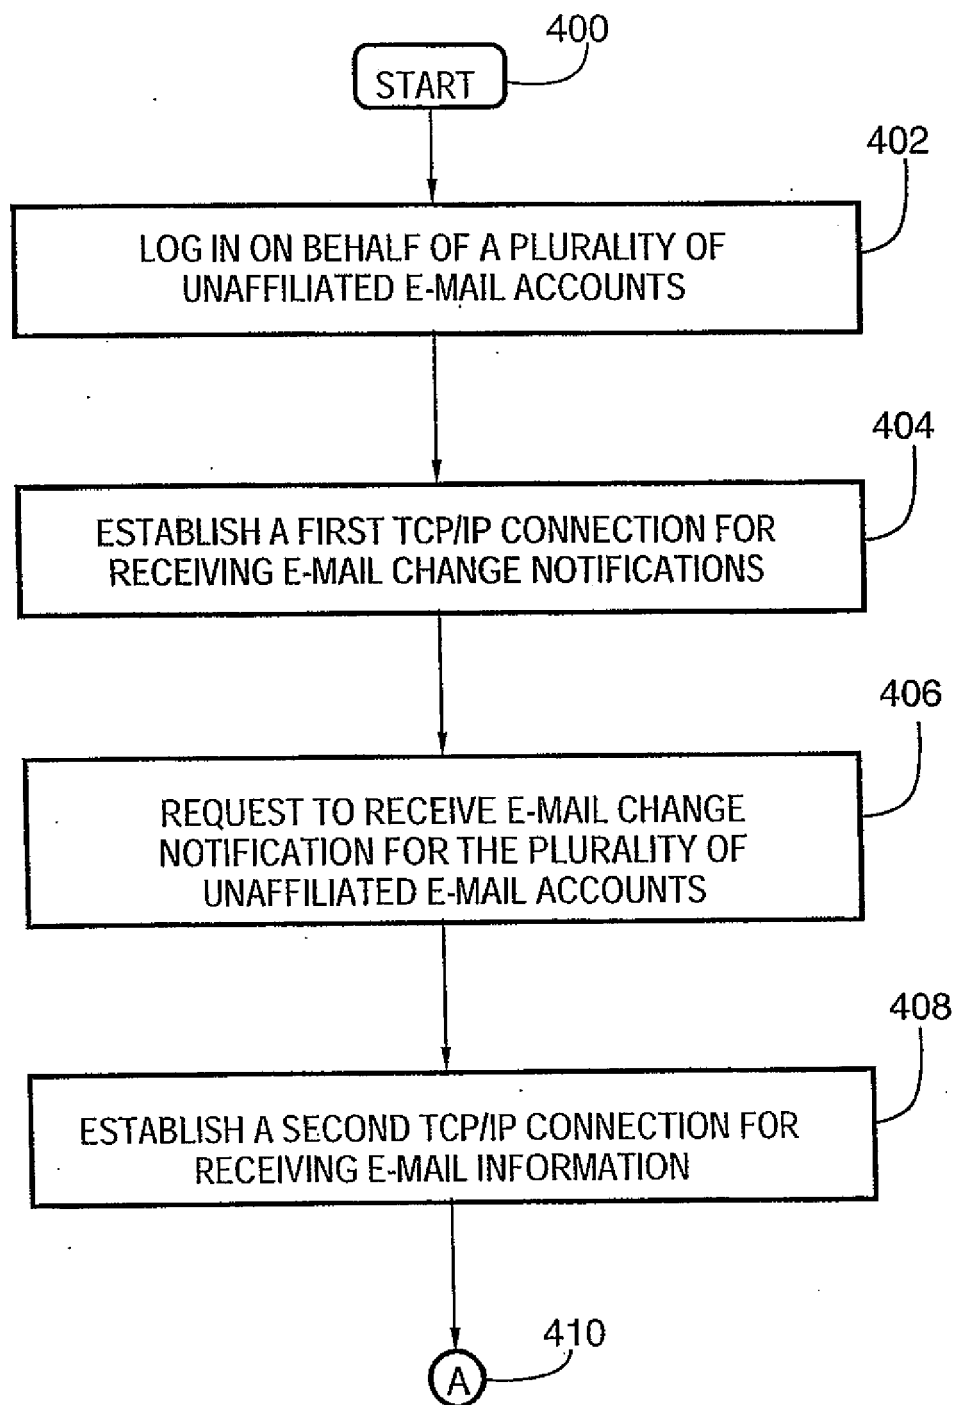 400
START
402
LOG IN ON BEHALF OF A PLURALITY OF
UNAFFILIATED E-MAIL ACCOUNTS
404
ESTABLISH A FIRST TCP/IP CONNECTION FOR
RECEIVING E-MAIL CHANGE NOTIFICATIONS
406
REQUEST TO RECEIVE E-MAIL CHANGE
NOTIFICATION FOR THE PLURALITY OF
UNAFFILIATED E-MAIL ACCOUNTS
408
ESTABLISH A SECOND TCP/IP CONNECTION FOR
RECEIVING E-MAIL INFORMATION
410
A